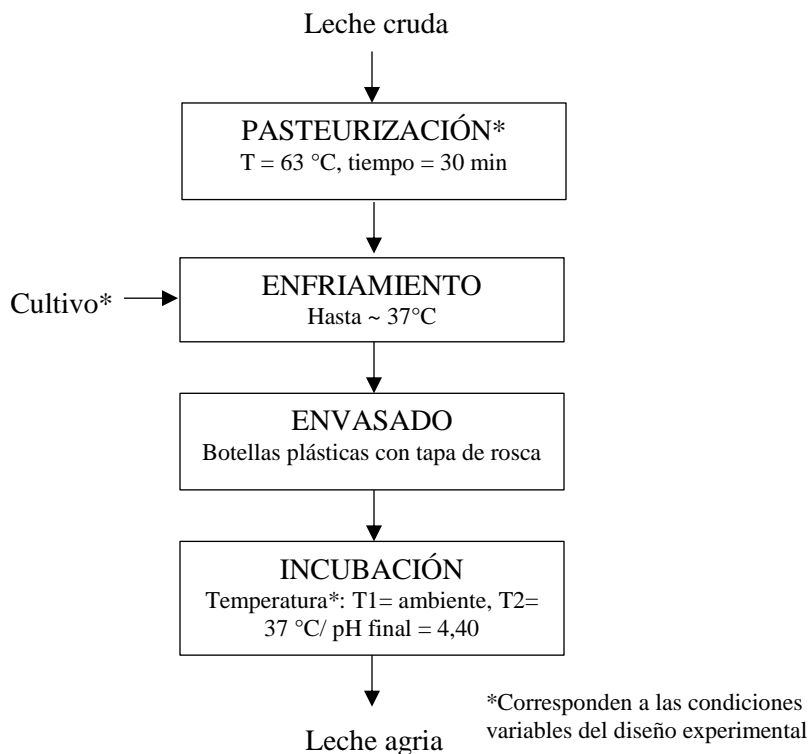 Leche cruda
PASTEURIZACIÓN*
T = 63 °C, tiempo = 30 min
Cultivo*
ENFRIAMIENTO
Hasta ~ 37°C
ENVASADO
Botellas plásticas con tapa de rosca
INCUBACIÓN
Temperatura*: T1= ambiente, T2=
37 °C/ pH final = 4,40
*Corresponden a las condiciones
variables del diseño experimental
Leche agria